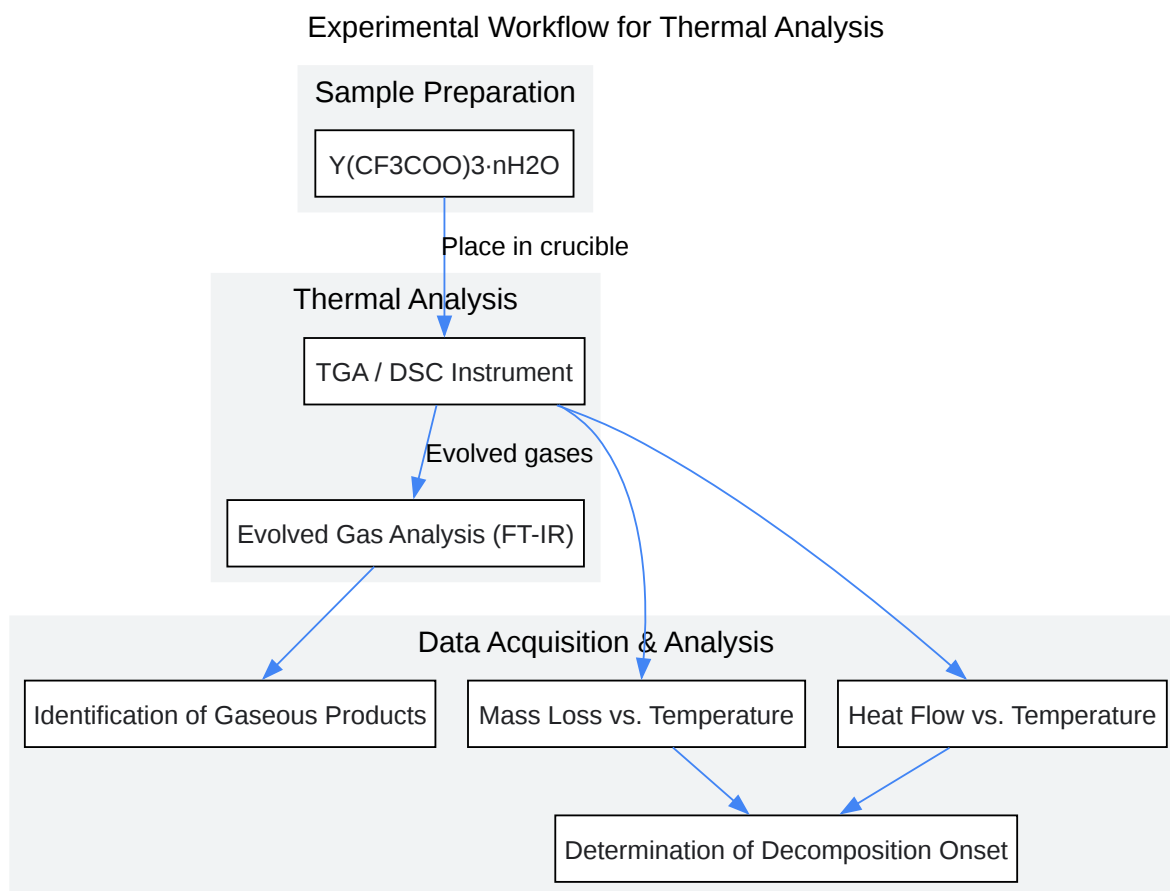 Experimental Workflow for Thermal Analysis
Sample Preparation
Y(CF3COO)3·nH2O
Place in crucible
Thermal Analysis
TGA / DSC Instrument
Evolved gases
Evolved Gas Analysis (FT-IR)
Data Acquisition & Analysis
Identification of Gaseous Products
Mass Loss vs. Temperature
Heat Flow vs. Temperature
Determination of Decomposition Onset